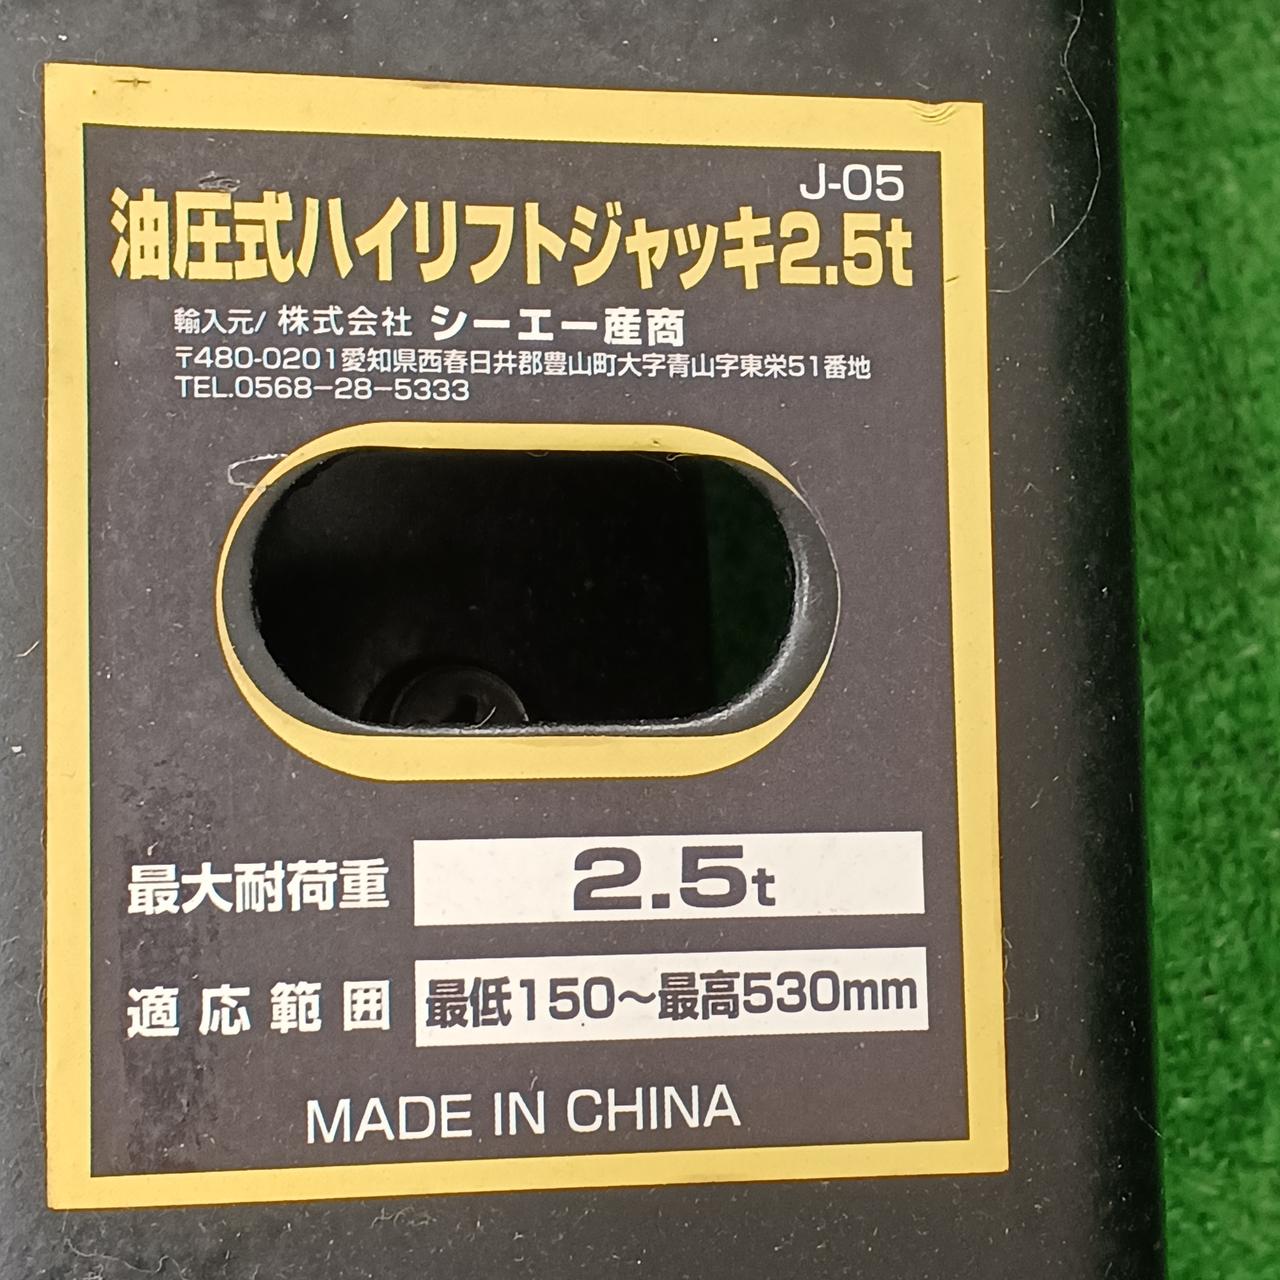 J-05
油圧式ハイリフトジャッキ2.5t
輸入元/ 株式会社 シーエー産商
〒480-0201愛知県西春日井郡豊山町大字青山字東栄51番地
TEL.0568-28-5333
最大耐荷重 2.5t
適応範囲 最低150～最高530mm
MADE IN CHINA